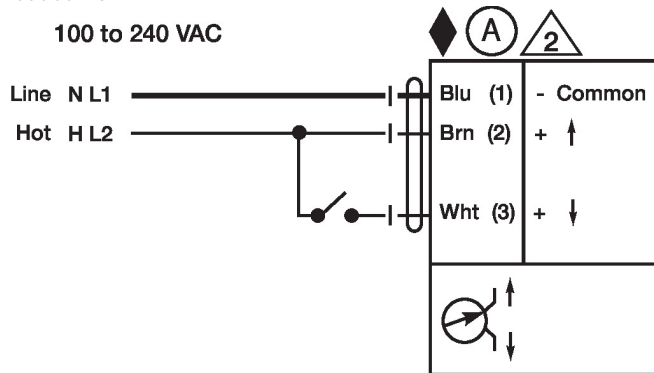 100 to 240 VAC
A
2
Line N L1
Blu (1) - Common
Hot H L2
Brn (2) +
Wht (3) +